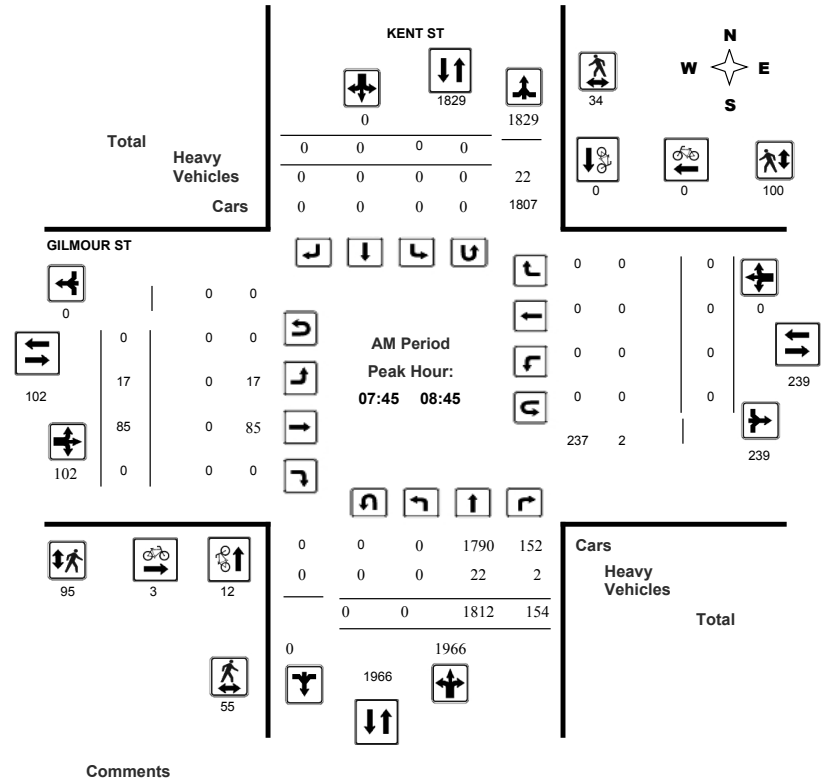 KENT ST
N
W E
S
1829
34
0 1829
Total 0 0 0 0
Heavy
Vehicles 0 0 0 0 22
Cars 0 0 0 0 1807
0 0 100
GILMOUR ST
0 0 0 0 0
0 0
0 0 0 0 0 0
102 17 0 17 AM Period 0 0 0 239
Peak Hour:
07:45 08:45
85 0 85 0 0 0
237 2
102 0 0 0 239
0 0 0 1790 152 Cars
95 3 12 0 0 0 22 2 Heavy
Vehicles
0 0 1812 154 Total
0 1966
1966
55
Comments